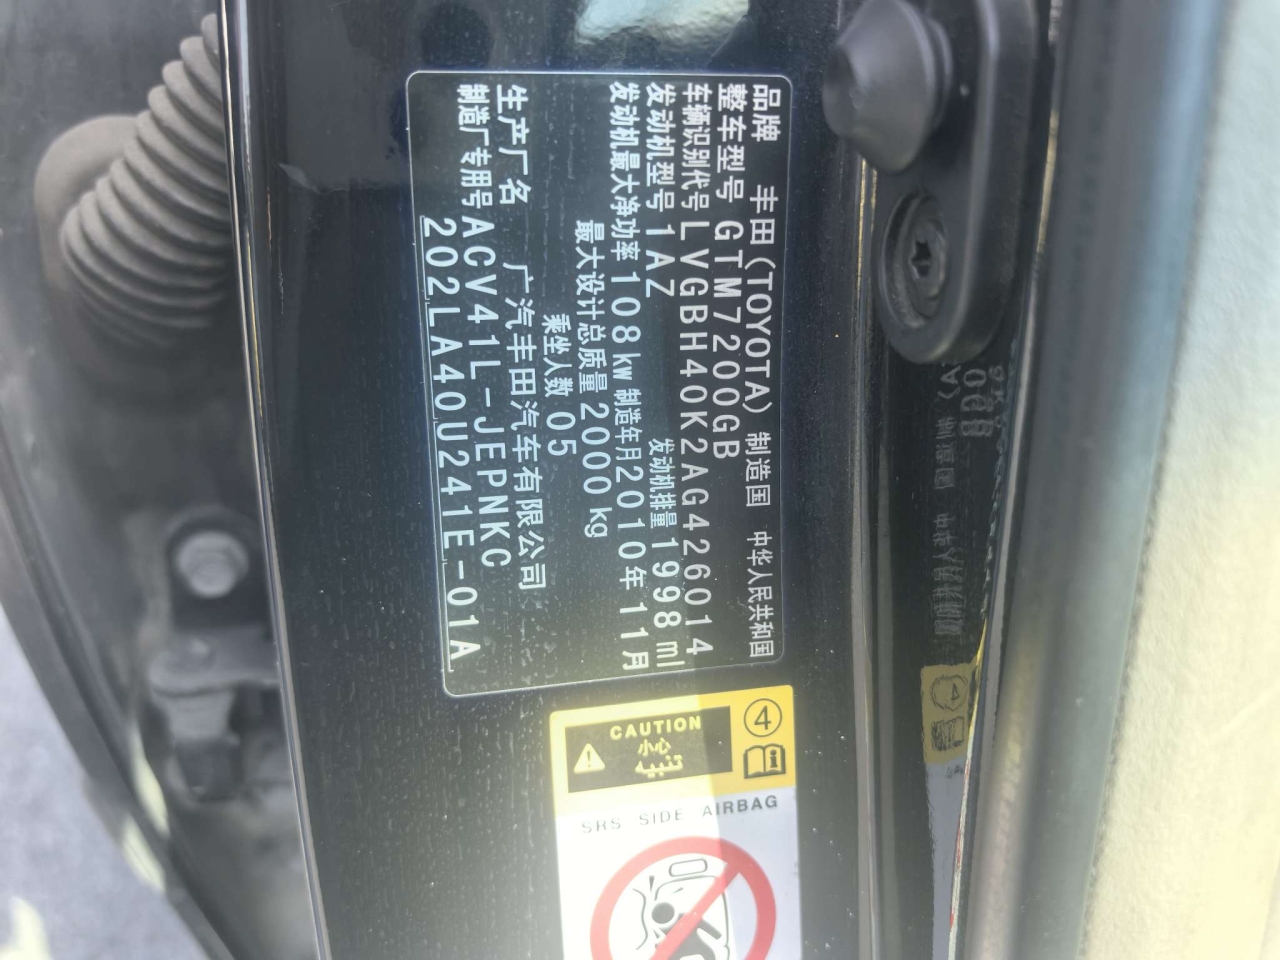 品牌 丰田(TOYOTA) 制造国 中华人民共和国
整车型号 GTM7200GB
车辆识别代号 LVGBH40K2AG426014
发动机型号 1AZ 发动机排量 1998 ml
发动机最大净功率 108 kw 制造年月 2010年11月
最大设计总质量 2000 kg
乘坐人数 05
生产厂名 广汽丰田汽车有限公司
制造厂专用号 ACV41L-JEPNKC
202LA40U241E-01A
4
CAUTION
小心
تنبيه
SRS SIDE AIRBAG